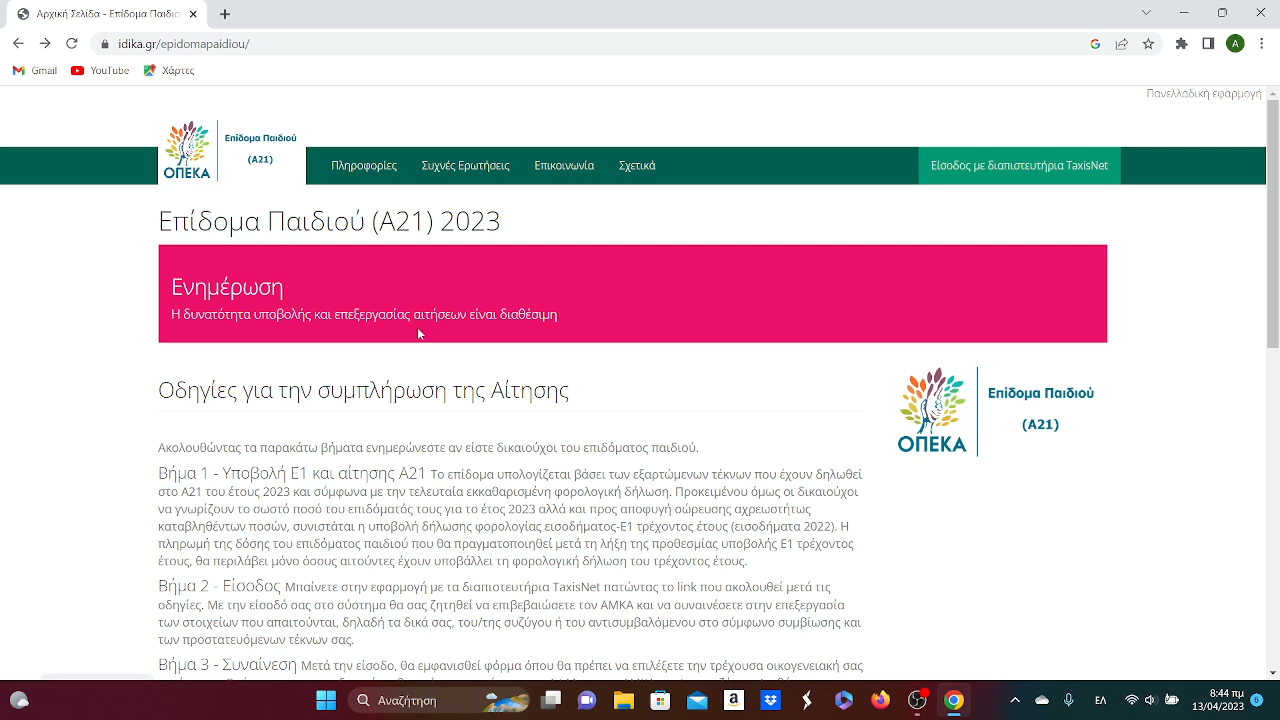 Αρχική Σελίδα - Επίδομα Παιδιο
idika.gr/epidomapaidiou/
A
Gmail
YouTube
Χάρτες
Πανελλαδική εφαρμογή
ΟΠΕΚΑ
Επίδομα Παιδιού
(Α21)
Πληροφορίες
Συχνές Ερωτήσεις
Επικοινωνία
Σχετικά
Είσοδος με διαπιστευτήρια TaxisNet
Επίδομα Παιδιού (Α21) 2023
Ενημέρωση
Η δυνατότητα υποβολής και επεξεργασίας αιτήσεων είναι διαθέσιμη
Οδηγίες για την συμπλήρωση της Αίτησης
ΟΠΕΚΑ
Επίδομα Παιδιού
(Α21)
Ακολουθώντας τα παρακάτω βήματα ενημερώνεστε αν είστε δικαιούχοι του επιδόματος παιδιού.
Βήμα 1 - Υποβολή Ε1 και αίτησης Α21 Το επίδομα υπολογίζεται βάσει των εξαρτώμενων τέκνων που έχουν δηλωθεί
στο Α21 του έτους 2023 και σύμφωνα με την τελευταία εκκαθαρισμένη φορολογική δήλωση. Προκειμένου όμως οι δικαιούχοι
να γνωρίζουν το σωστό ποσό του επιδόματός τους για το έτος 2023 αλλά και προς αποφυγή σώρευσης αχρεωστήτως
καταβληθέντων ποσών, συνιστάται η υποβολή δήλωσης φορολογίας εισοδήματος-Ε1 τρέχοντος έτους (εισοδήματα 2022). Η
πληρωμή της δόσης του επιδόματος παιδιού που θα πραγματοποιηθεί μετά τη λήξη της προθεσμίας υποβολής Ε1 τρέχοντος
έτους, θα περιλάβει μόνο όσους αιτούντες έχουν υποβάλλει τη φορολογική δήλωση του τρέχοντος έτους.
Βήμα 2 - Είσοδος Μπαίνετε στην εφαρμογή με τα διαπιστευτήρια TaxisNet πατώντας το link που ακολουθεί μετά τις
οδηγίες. Με την είσοδό σας στο σύστημα θα σας ζητηθεί να επιβεβαιώσετε τον ΑΜΚΑ και να συναινέσετε στην επεξεργασία
των στοιχείων που απαιτούνται, δηλαδή τα δικά σας, του/της συζύγου ή του αντισυμβαλόμενου στο σύμφωνο συμβίωσης και
των προστατευόμενων τέκνων σας.
Βήμα 3 - Συναίνεση Μετά την είσοδο, θα εμφανισθεί φόρμα όπου θα πρέπει να επιλέξετε την τρέχουσα οικογενειακή σας
Αναζήτηση
a
ΕΛ
8:44 μμ
13/04/2023
5